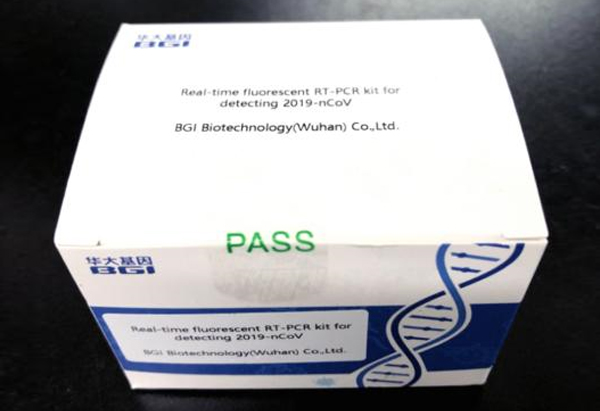 华大基因
BGI
Real-time fluorescent RT-PCR kit for
detecting 2019-nCoV
BGI Biotechnology(Wuhan) Co.,Ltd.
PASS
华大基因
BGI
Real-time fluorescent RT-PCR kit for
detecting 2019-nCoV
BGI Biotechnology(Wuhan) Co.,Ltd.